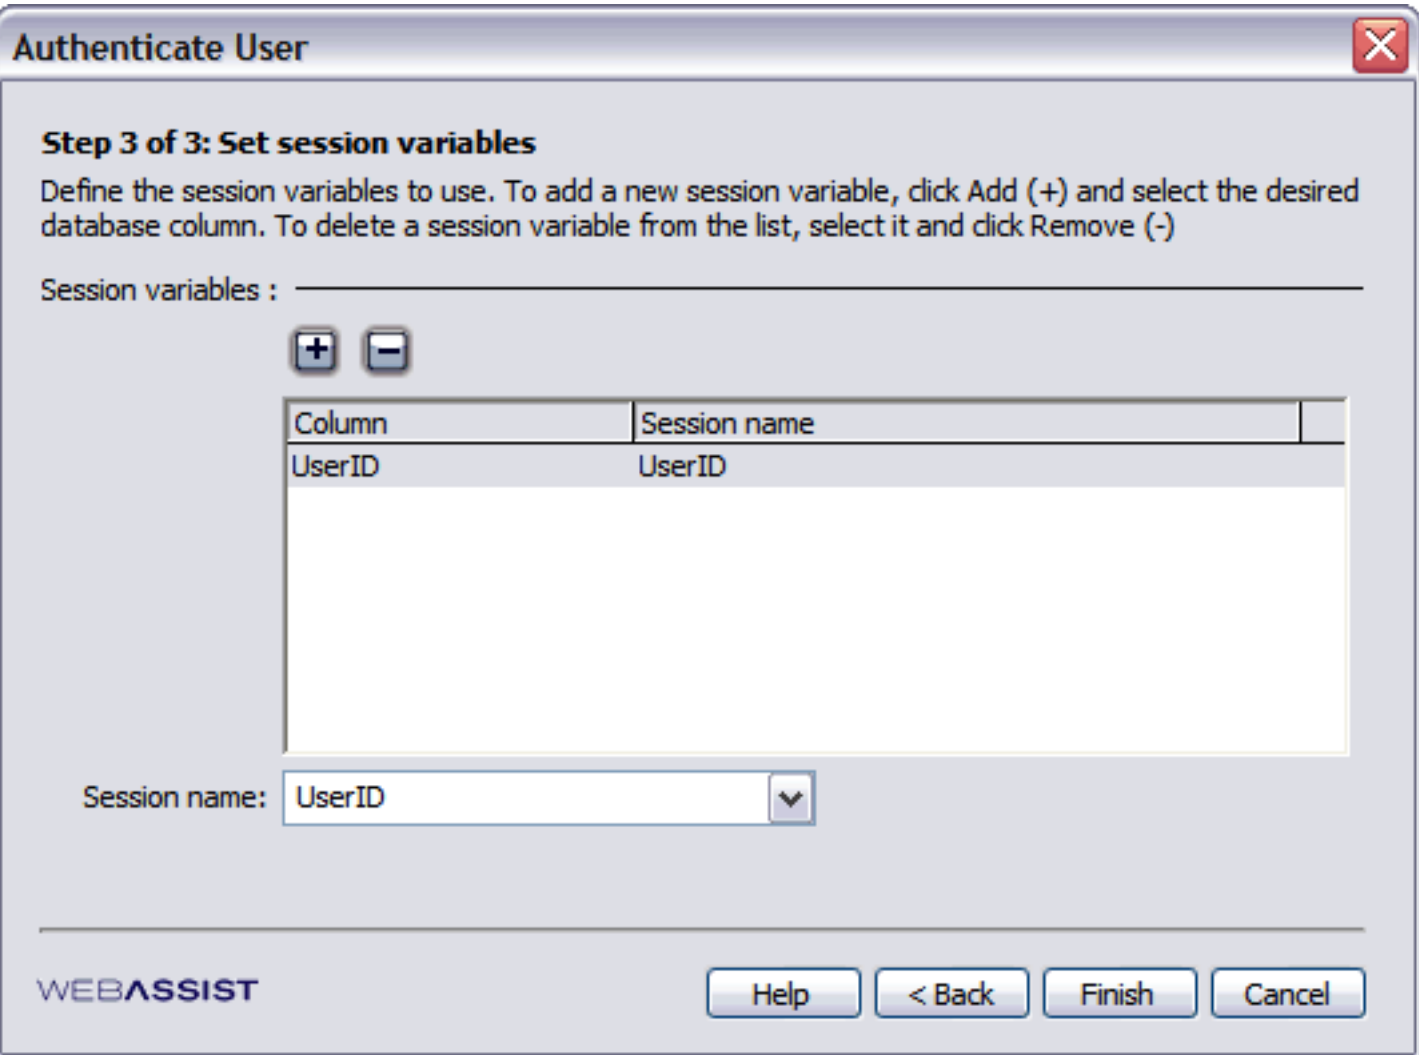 Authenticate User
Step 3 of 3: Set session variables
Define the session variables to use. To add a new session variable, click Add (+) and select the desired
database column. To delete a session variable from the list, select it and click Remove (-)
Session variables :
+ -
Column Session name
UserID UserID
Session name: UserID
WEBASSIST Help < Back Finish Cancel